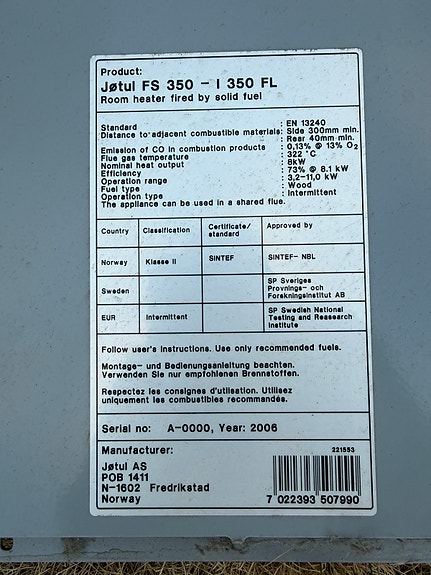 Product:
Jøtul FS 350 - I 350 FL
Room heater fired by solid fuel
Standard : EN 13240
Distance to adjacent combustible materials: Side 300mm min.
: Rear 40mm min.
Emission of CO in combustion products : 0,13% @ 13% O2
Flue gas temperature : 322 °C
Nominal heat output : 8kW
Efficiency : 73% @ 8.1 kW
Operation range : 3,2-11,0 kW
Fuel type : Wood
Operation type : Intermittent
The appliance can be used in a shared flue.
Country Classification Certificate/ standard Approved by
Norway Klasse II SINTEF SINTEF- NBL
Sweden SP Sveriges
Provnings- och
Forskningsinstitut AB
EUR Intermittent SP Swedish National
Testing and Reasearch
Institute
Follow user's instructions. Use only recommended fuels.
Montage- und Bedienungsanleitung beachten.
Verwenden Sie nur empfohlenen Brennstoffen.
Respectez les consignes d'utlisation. Utilisez
uniquement les combustibles recommandés.
Serial no: A-0000, Year: 2006
Manufacturer:
Jøtul AS
POB 1411
N-1602 Fredrikstad
Norway
221553
7 022393 507990